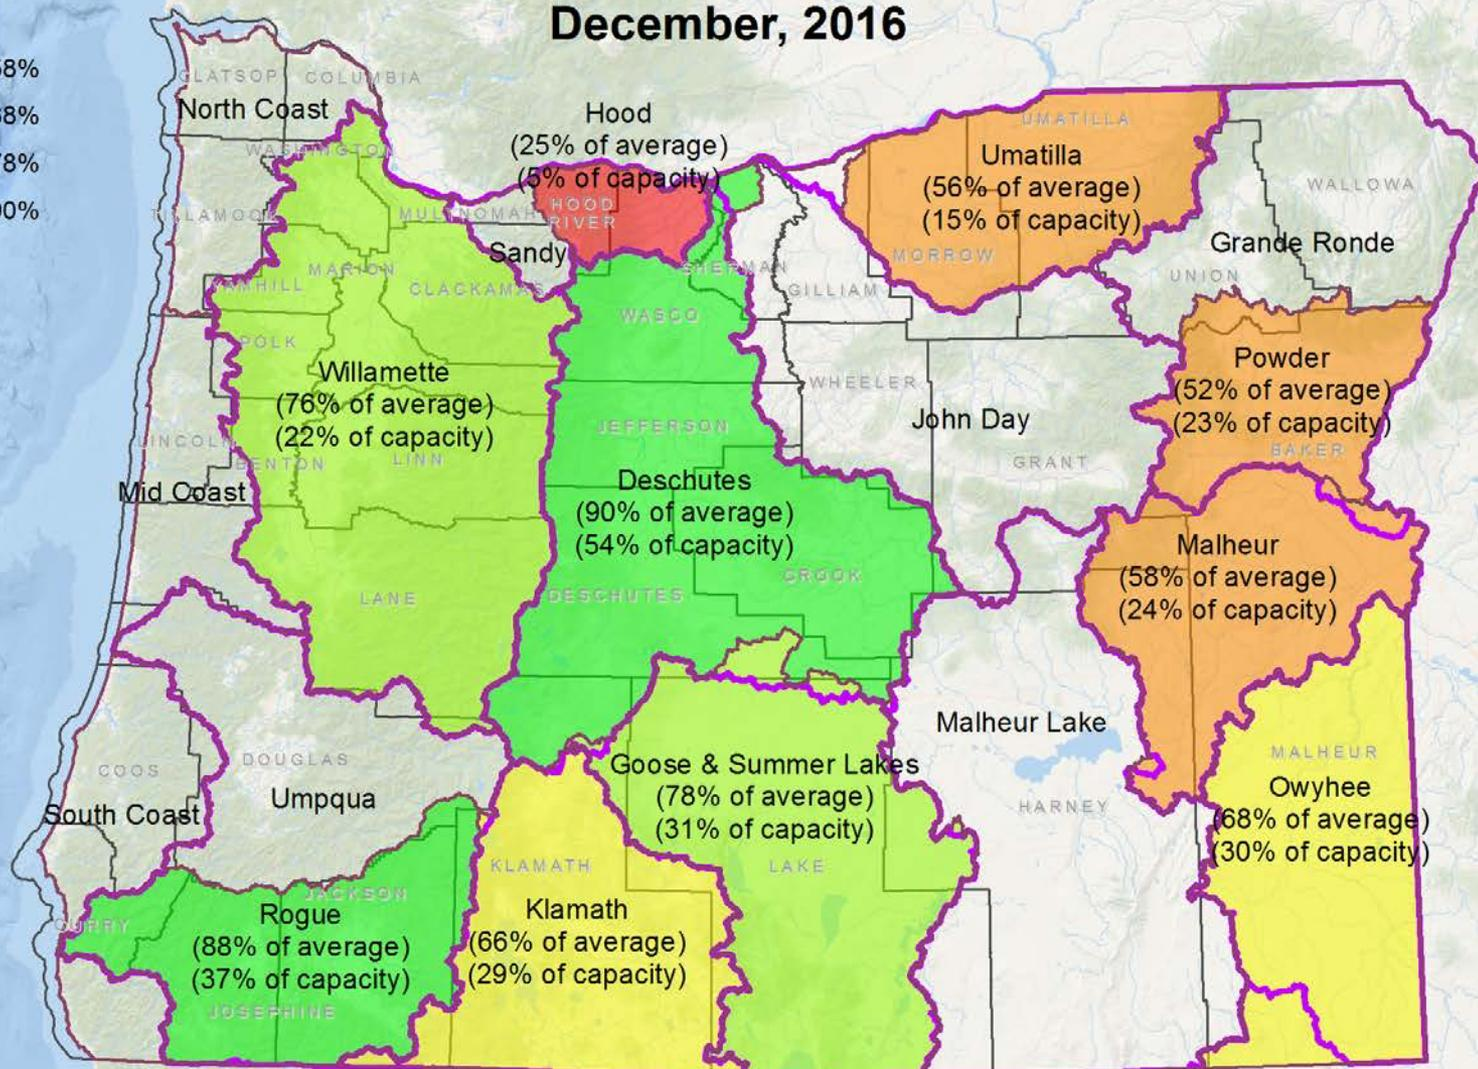 December, 2016
58%
88%
78%
90%
CLATSOP
COLUMBIA
North Coast
Hood
(25% of average)
(5% of capacity)
HOOD
RIVER
UMATILLA
Umatilla
(56% of average)
(15% of capacity)
MORROW
WALLOWA
Grande Ronde
UNION
WASHINGTON
TILLAMOOK
MULTNOMAH
Sandy
MARION
YAMHILL
CLACKAMAS
SHERMAN
GILLIAM
WASCO
POLK
Willamette
(76% of average)
(22% of capacity)
Powder
(52% of average)
(23% of capacity)
BAKER
WHEELER
John Day
GRANT
JEFFERSON
LINCOLN
BENTON
LINN
Mid Coast
Deschutes
(90% of average)
(54% of capacity)
CROOK
DESCHUTES
Malheur
(58% of average)
(24% of capacity)
LANE
Malheur Lake
HARNEY
MALHEUR
Owyhee
(68% of average)
(30% of capacity)
Goose & Summer Lakes
(78% of average)
(31% of capacity)
LAKE
DOUGLAS
Umpqua
COOS
South Coast
KLAMATH
Klamath
(66% of average)
(29% of capacity)
CURRY
JACKSON
Rogue
(88% of average)
(37% of capacity)
JOSEPHINE